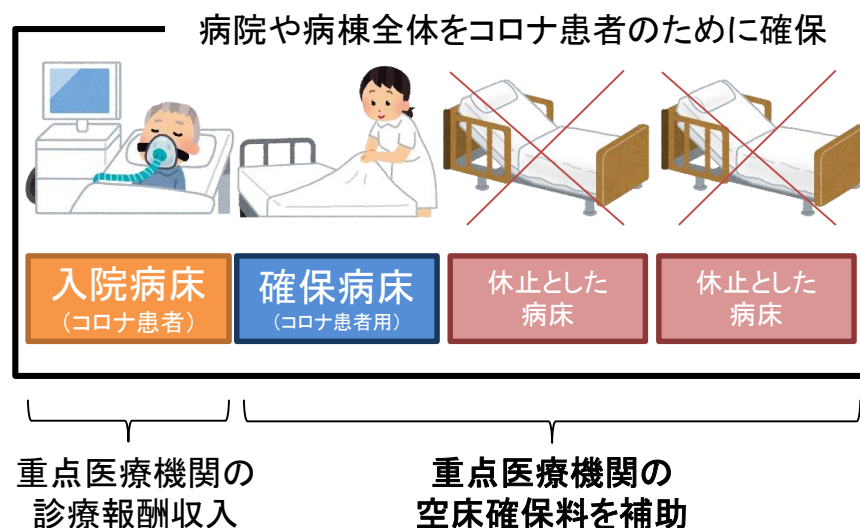 病院や病棟全体をコロナ患者のために確保
入院病床
（コロナ患者）
確保病床
（コロナ患者用）
休止とした
病床
休止とした
病床
重点医療機関の
診療報酬収入
重点医療機関の
空床確保料を補助